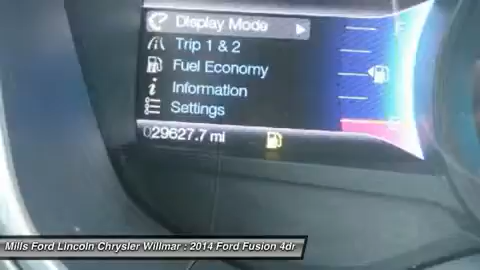 Display Mode
Trip 1 & 2
Fuel Economy
Information
Settings
029627.7 mi
Mills Ford Lincoln Chrysler Willmar : 2014 Ford Fusion 4dr